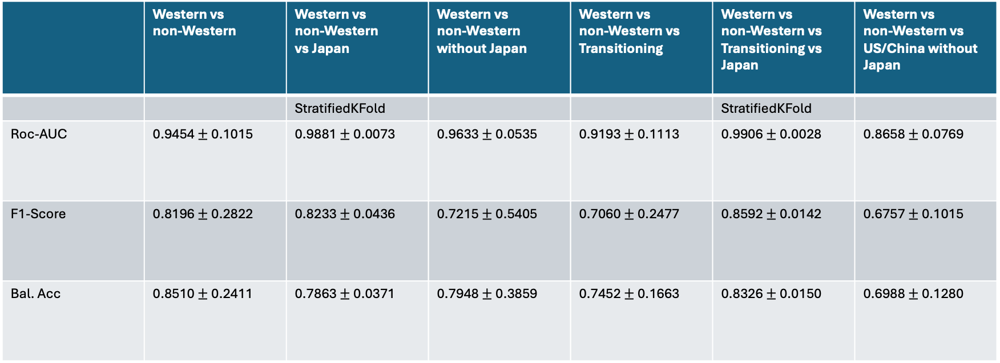 Western vs
non-Western
Western vs
non-Western
vs Japan
Western vs
non-Western
without Japan
Western vs
non-Western vs
Transitioning
Western vs
non-Western vs
Transitioning vs
Japan
Western vs
non-Western vs
US/China without
Japan
StratifiedKFold
StratifiedKFold
Roc-AUC
0.9454 ± 0.1015
0.9881 ± 0.0073
0.9633 ± 0.0535
0.9193 ± 0.1113
0.9906 ± 0.0028
0.8658 ± 0.0769
F1-Score
0.8196 ± 0.2822
0.8233 ± 0.0436
0.7215 ± 0.5405
0.7060 ± 0.2477
0.8592 ± 0.0142
0.6757 ± 0.1015
Bal. Acc
0.8510 ± 0.2411
0.7863 ± 0.0371
0.7948 ± 0.3859
0.7452 ± 0.1663
0.8326 ± 0.0150
0.6988 ± 0.1280